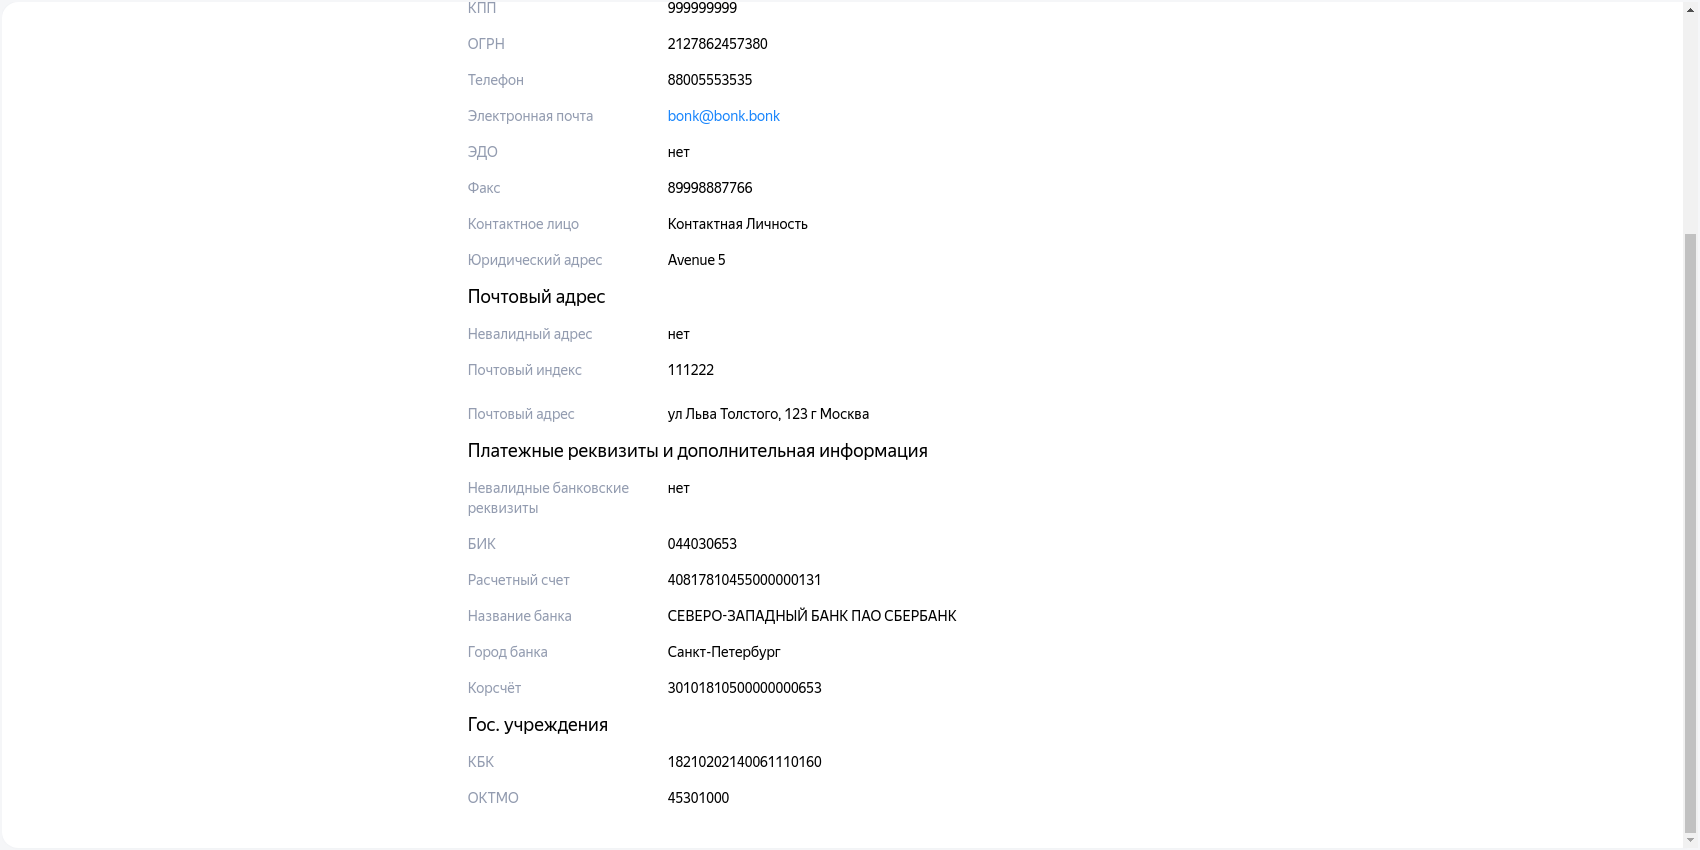 КПП 999999999
ОГРН 2127862457380
Телефон 88005553535
Электронная почта bonk@bonk.bonk
ЭДО нет
Факс 89998887766
Контактное лицо Контактная Личность
Юридический адрес Avenue 5
Почтовый адрес
Невалидный адрес нет
Почтовый индекс 111222
Почтовый адрес ул Льва Толстого, 123 г Москва
Платежные реквизиты и дополнительная информация
Невалидные банковские нет
реквизиты
БИК 044030653
Расчетный счет 40817810455000000131
Название банка СЕВЕРО-ЗАПАДНЫЙ БАНК ПАО СБЕРБАНК
Город банка Санкт-Петербург
Корсчёт 30101810500000000653
Гос. учреждения
КБК 18210202140061110160
ОКТМО 45301000